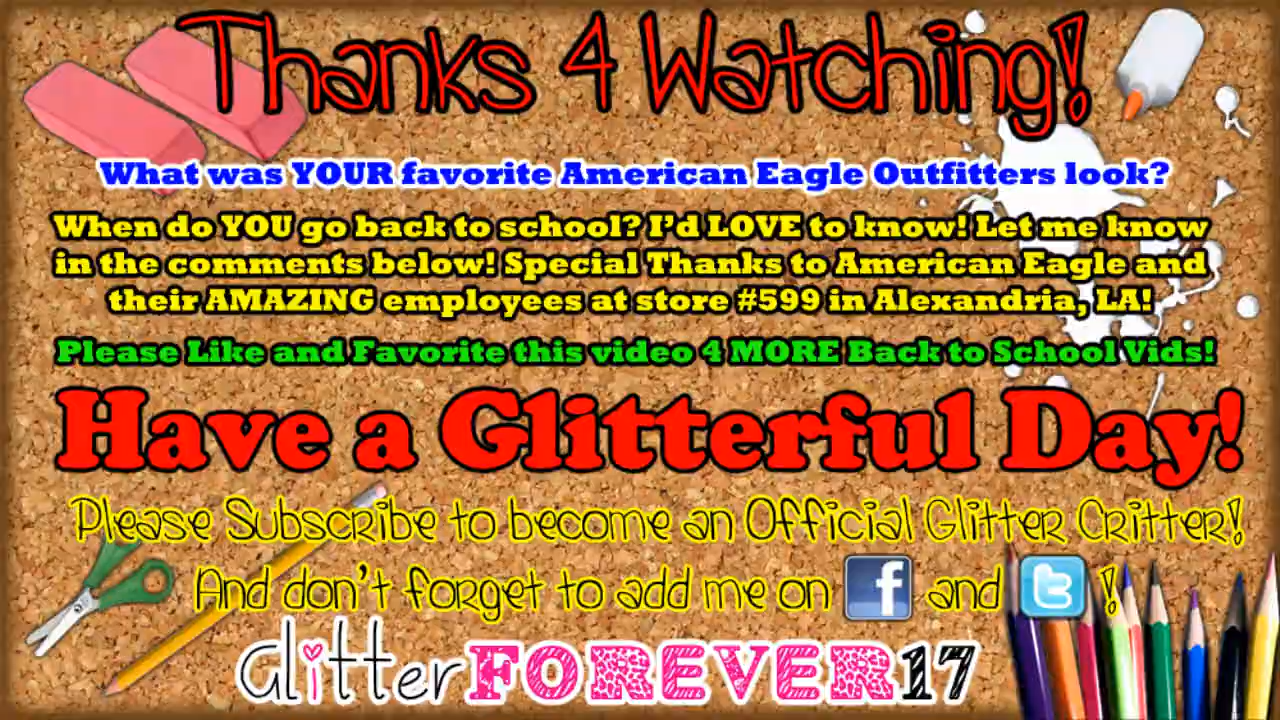 Thanks 4 Watching!
What was YOUR favorite American Eagle Outfitters look?
When do YOU go back to school? I'd LOVE to know! Let me know
in the comments below! Special Thanks to American Eagle and
their AMAZING employees at store #599 in Alexandria, LA!
Please Like and Favorite this video 4 MORE Back to School Vids!
Have a Glitterful Day!
Please Subscribe to become an Official Glitter Critter!
And don't forget to add me on f and t !
GlitterFOREVER17